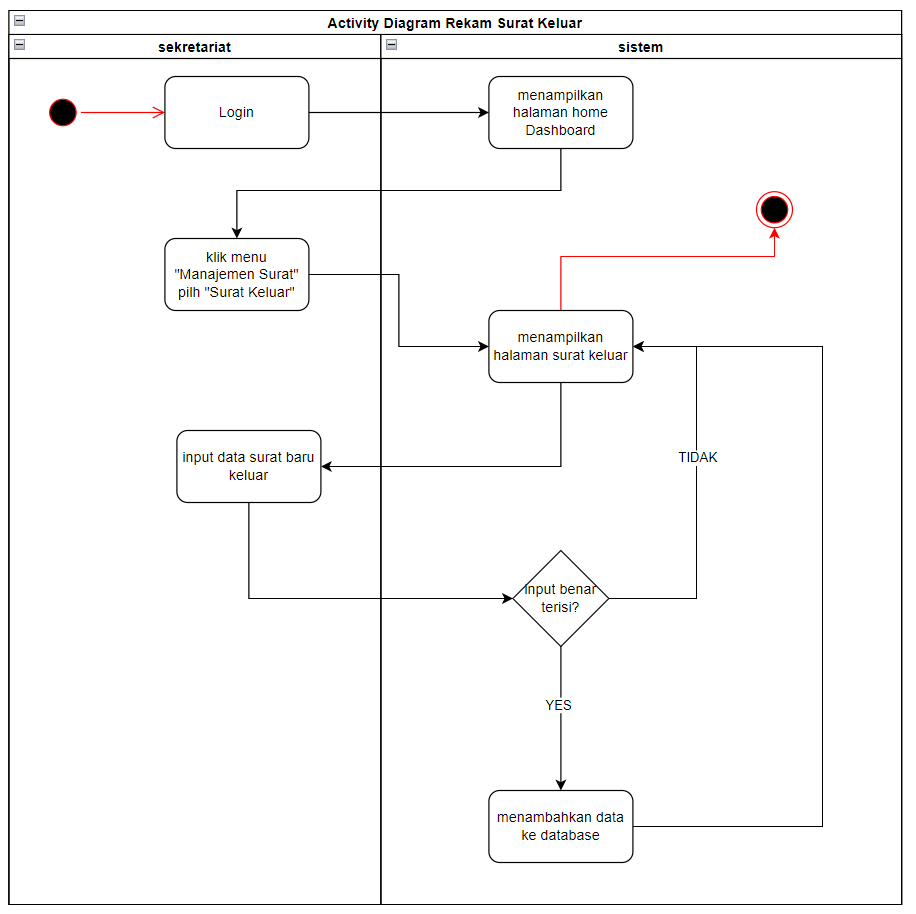 Activity Diagram Rekam Surat Keluar
sekretariat
sistem
Login
menampilkan
halaman home
Dashboard
klik menu
"Manajemen Surat"
pilh "Surat Keluar"
menampilkan
halaman surat keluar
input data surat baru
keluar
TIDAK
input benar
terisi?
YES
menambahkan data
ke database